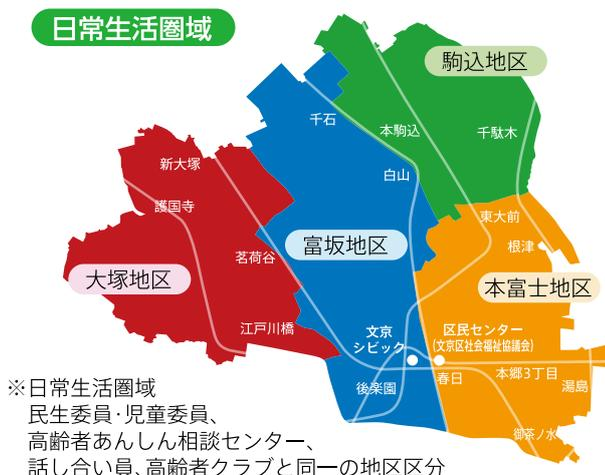 日常生活圏域
駒込地区
千石
本駒込
千駄木
新大塚
白山
護国寺
東大前
富坂地区
根津
茗荷谷
大塚地区
本富士地区
江戸川橋
文京
シビック
区民センター
(文京区社会福祉協議会)
後楽園
春日
本郷3丁目
湯島
御茶ノ水
※日常生活圏域
民生委員･児童委員、
高齢者あんしん相談センター、
話し合い員、高齢者クラブと同一の地区区分